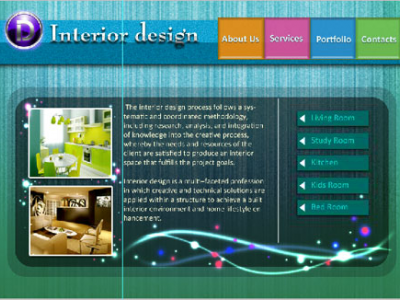 D Interior design
About Us Services Portfolio Contacts
The interior design process follows a sys-
tematic and coordinated methodology,
including research, analysis, and integration
of knowledge into the creative process,
whereby the needs and resources of the
client are satisfied to produce an interior
space that fulfills the project goals.
Interior design is a multi-faceted profession
in which creative and technical solutions are
applied within a structure to achieve a built
interior environment and home lifestyle en
hancement.
Living Room
Study Room
Kitchen
Kids Room
Bed Room